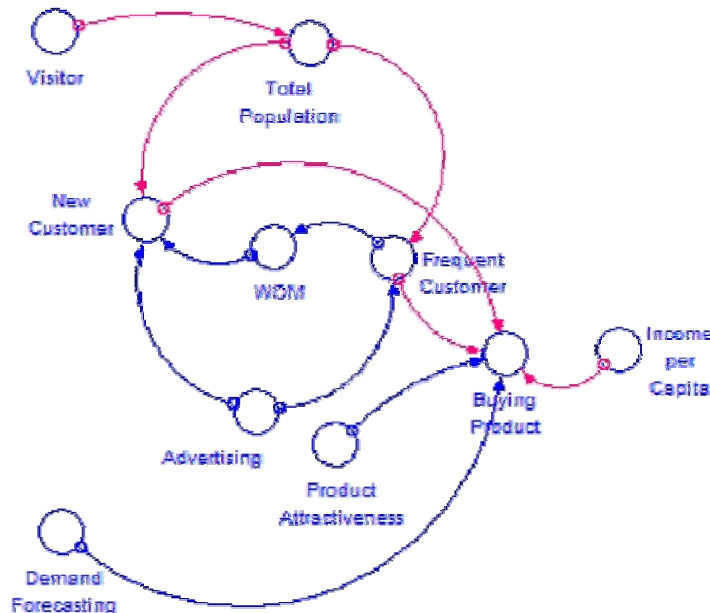 Visitor
Total
Population
New
Customer
WOM
Frequent
Customer
Income
per
Capita
Buying
Product
Advertising
Product
Attractiveness
Demand
Forecasting